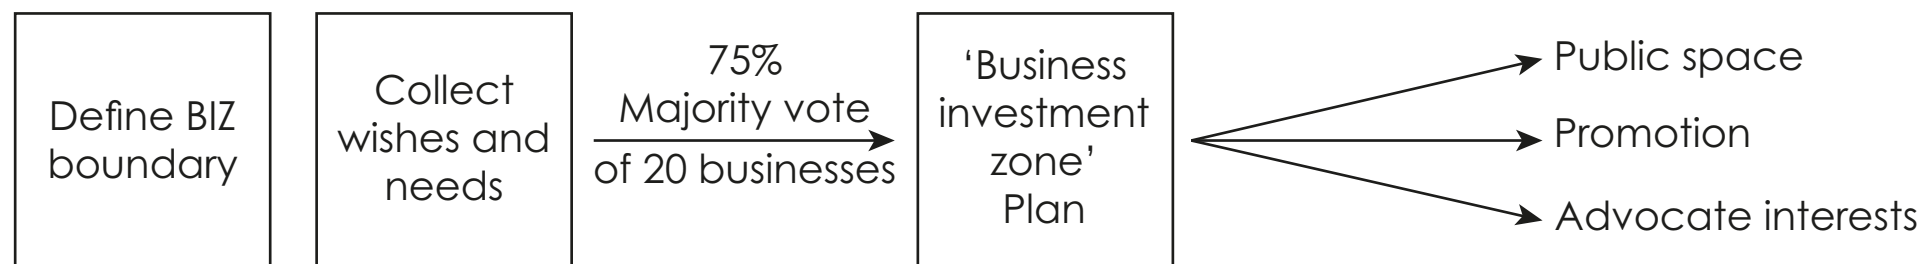 Define BIZ
boundary
Collect
wishes and
needs
75%
Majority vote
of 20 businesses
‘Business
investment
zone’
Plan
Public space
Promotion
Advocate interests